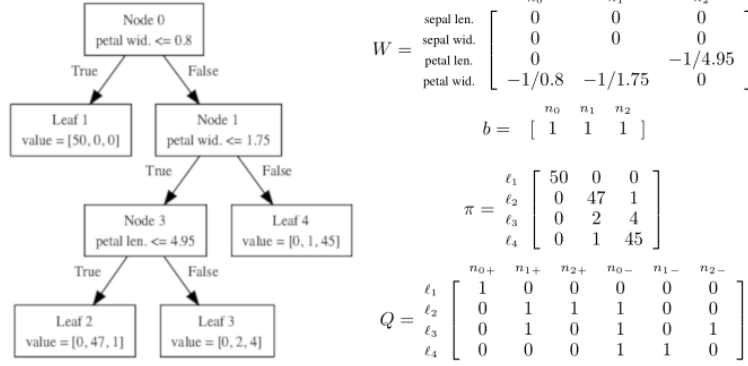 Node 0
petal wid. <= 0.8
True
False
Leaf 1
value = [50, 0, 0]
Node 1
petal wid. <= 1.75
True
False
Node 3
petal len. <= 4.95
Leaf 4
value = [0, 1, 45]
True
False
Leaf 2
value = [0, 47, 1]
Leaf 3
value = [0, 2, 4]
W =
sepal len. 0 0 0
sepal wid. 0 0 0
petal len. 0 -1/4.95
petal wid. -1/0.8 -1/1.75 0
n₀ n₁ n₂
b = [ 1 1 1 ]
π =
ℓ₁ 50 0 0
ℓ₂ 0 47 1
ℓ₃ 0 2 4
ℓ₄ 0 1 45
n₀₊ n₁₊ n₂₊ n₀₋ n₁₋ n₂₋
Q =
ℓ₁ 1 0 0 0 0 0
ℓ₂ 0 1 1 1 0 0
ℓ₃ 0 1 0 1 0 1
ℓ₄ 0 0 0 1 1 0